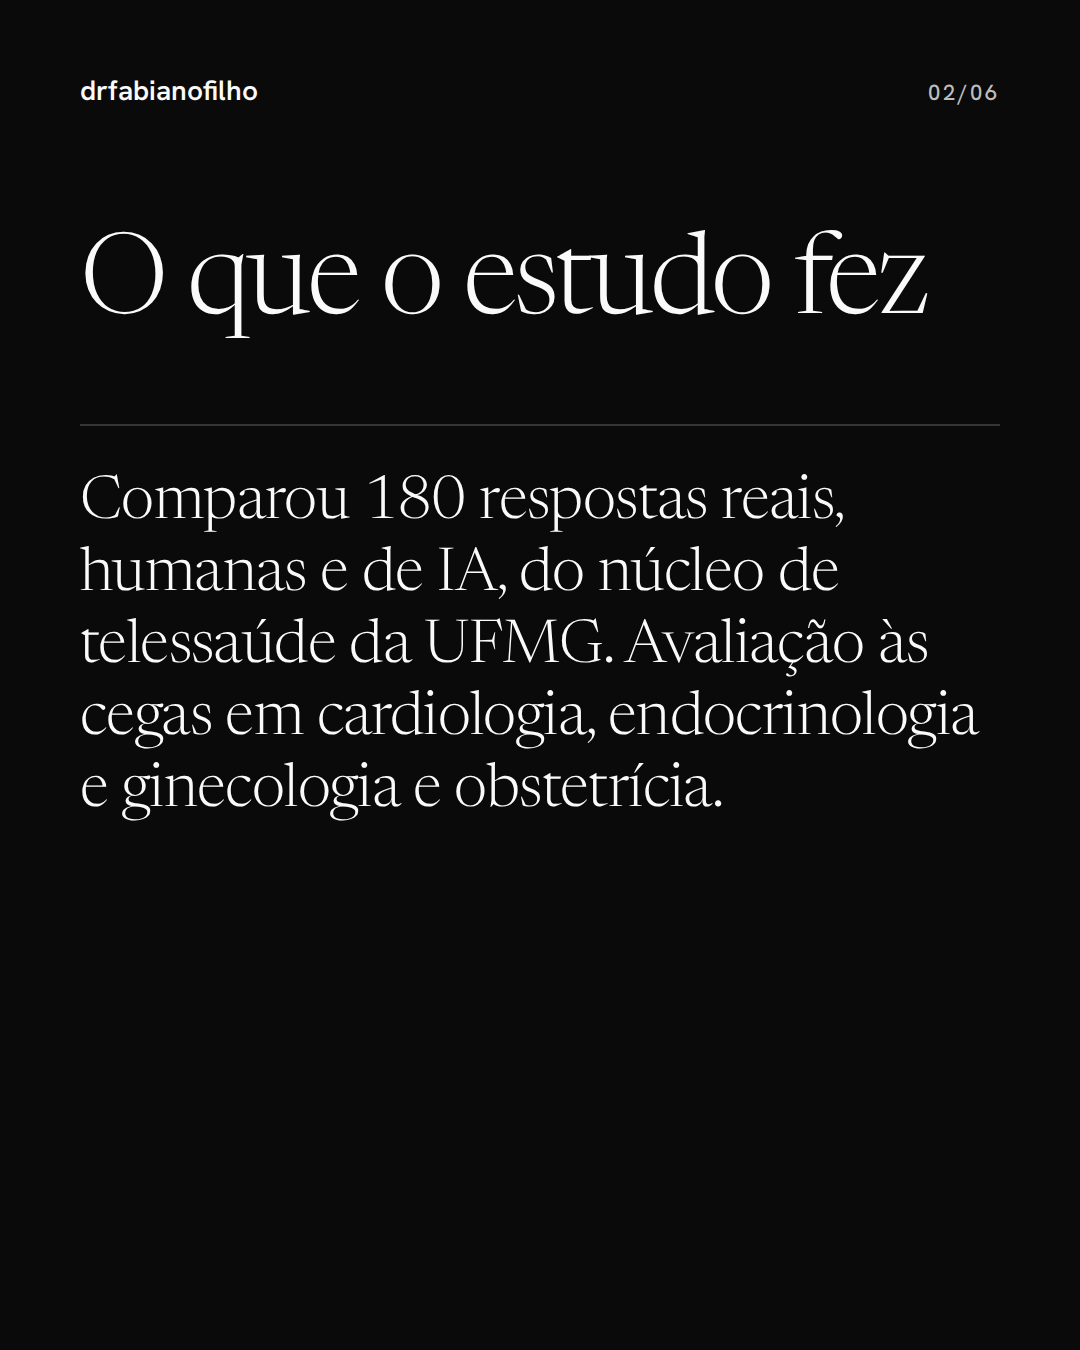 drfabianofilho
02/06
O que o estudo fez
Comparou 180 respostas reais,
humanas e de IA, do núcleo de
telessaúde da UFMG. Avaliação às
cegas em cardiologia, endocrinologia
e ginecologia e obstetrícia.